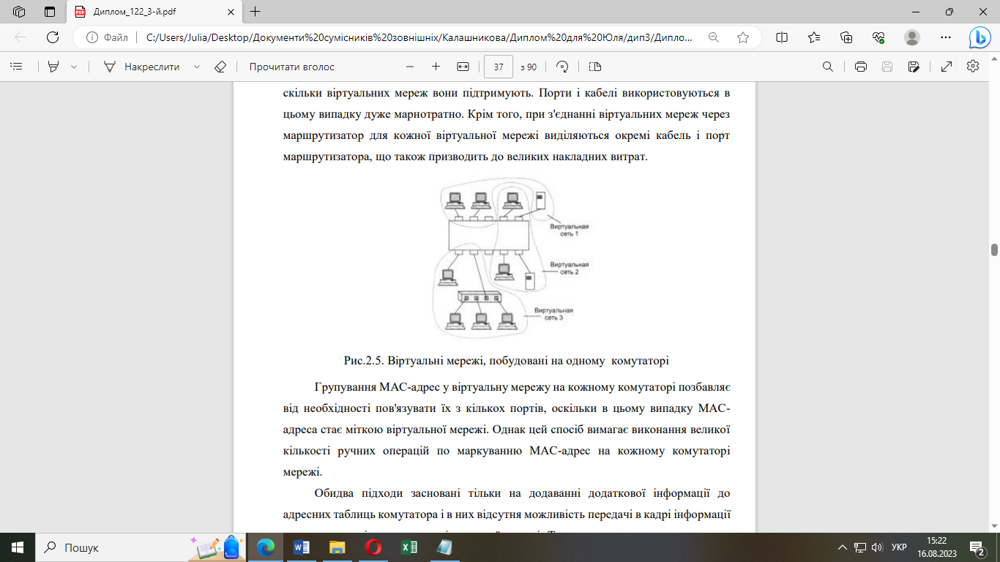 Диплом_122_3-й.pdf
Файл
C:/Users/Julia/Desktop/Документи%20сумісників%20зовнішніх/Калашникова/Диплом%20для%20Юля/дип3/Дипло...
Накреслити
Прочитати вголос
37
з 90
скільки віртуальних мереж вони підтримують. Порти і кабелі використовуються в
цьому випадку дуже марнотратно. Крім того, при з'єднанні віртуальних мереж через
маршрутизатор для кожної віртуальної мережі виділяються окремі кабель і порт
маршрутизатора, що також призводить до великих накладних витрат.
Виртуальная
сеть 1
Виртуальная
сеть 2
Виртуальная
сеть 3
Рис.2.5. Віртуальні мережі, побудовані на одному комутаторі
Групування МАС-адрес у віртуальну мережу на кожному комутаторі позбавляє
від необхідності пов'язувати їх з кількох портів, оскільки в цьому випадку МАС-
адреса стає міткою віртуальної мережі. Однак цей спосіб вимагає виконання великої
кількості ручних операцій по маркуванню МАС-адрес на кожному комутаторі
мережі.
Обидва підходи засновані тільки на додаванні додаткової інформації до
адресних таблиць комутатора і в них відсутня можливість передачі в кадрі інформації
Пошук
УКР
15:22
16.08.2023
2